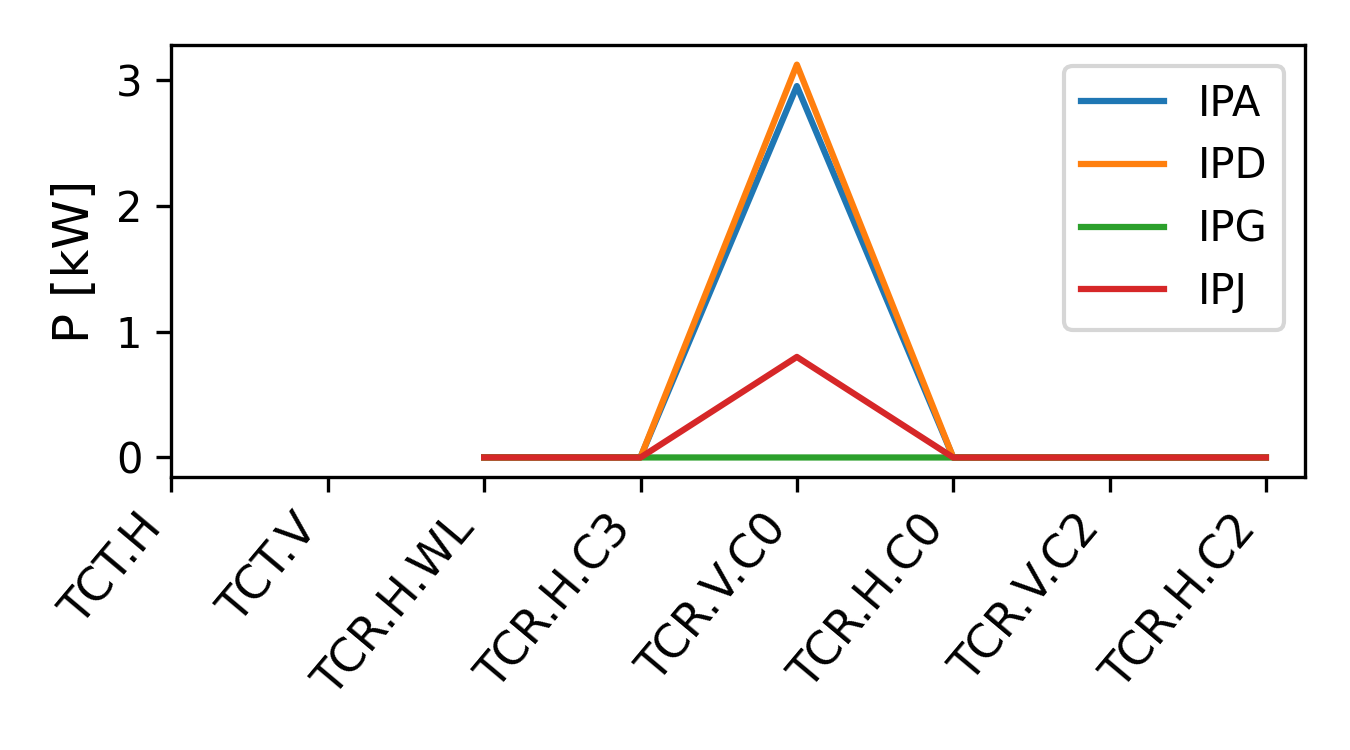 P [kW]
3
2
1
0
IPA
IPD
IPG
IPJ
TCT.H
TCT.V
TCR.H.WL
TCR.H.C3
TCR.V.C0
TCR.H.C0
TCR.V.C2
TCR.H.C2